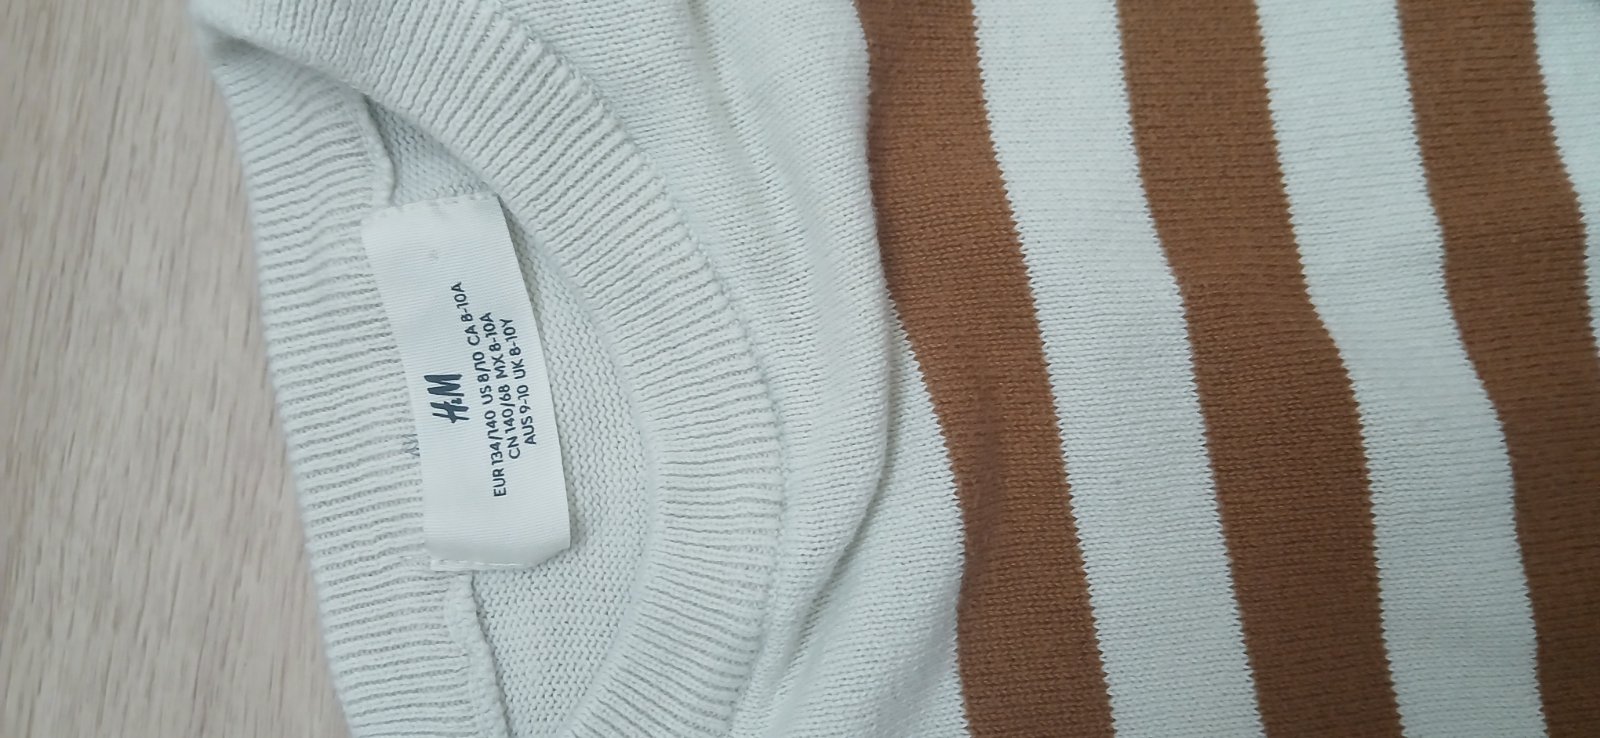 H&M
EUR 134/140 US 8/10 CA 8-10A
CN 140/68 MX 8-10A
AUS 9-10 UK 8-10Y